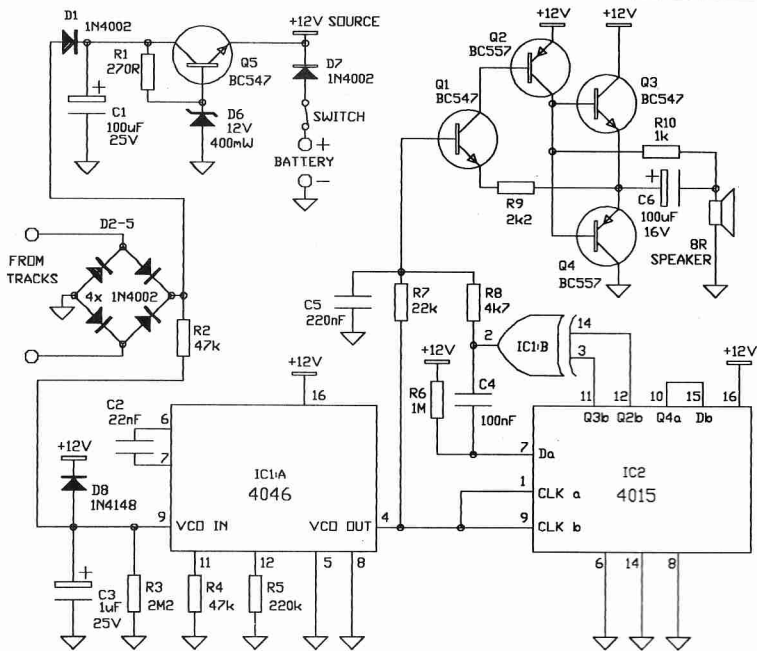 D1
1N4002
R1
270R
C1
100uF
25V
+
Q5
BC547
D6
12V
400mW
+12V SOURCE
D7
1N4002
SWITCH
+
BATTERY
-
+12V
Q2
BC557
Q1
BC547
+12V
Q3
BC547
R10
1k
R9
2k2
+
C6
100uF
16V
8R
SPEAKER
Q4
BC557
D2-5
FROM
TRACKS
4x 1N4002
R2
47k
C5
220nF
R7
22k
R8
4k7
2
IC1:B
14
3
+12V
R6
1M
C4
100nF
+12V
11
12
10
15
16
Q3b
Q2b
Q4a
Db
7
Da
IC2
4015
1
CLK a
9
CLK b
6
14
8
+12V
16
C2
22nF
6
7
IC1:A
4046
+12V
D8
1N4148
9
VCO IN
VCO OUT
4
11
12
5
8
+
C3
1uF
25V
R3
2M2
R4
47k
R5
220k